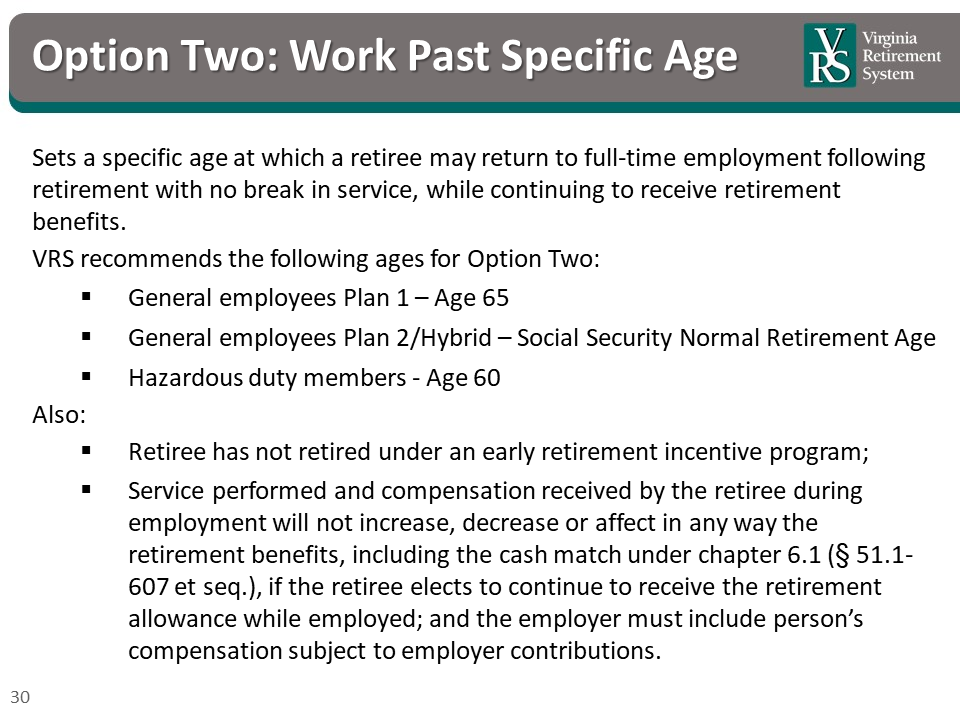 Option Two: Work Past Specific Age
VRS
Virginia
Retirement
System
Sets a specific age at which a retiree may return to full-time employment following
retirement with no break in service, while continuing to receive retirement
benefits.
VRS recommends the following ages for Option Two:
▪ General employees Plan 1 – Age 65
▪ General employees Plan 2/Hybrid – Social Security Normal Retirement Age
▪ Hazardous duty members - Age 60
Also:
▪ Retiree has not retired under an early retirement incentive program;
▪ Service performed and compensation received by the retiree during
employment will not increase, decrease or affect in any way the
retirement benefits, including the cash match under chapter 6.1 (§ 51.1-
607 et seq.), if the retiree elects to continue to receive the retirement
allowance while employed; and the employer must include person’s
compensation subject to employer contributions.
30